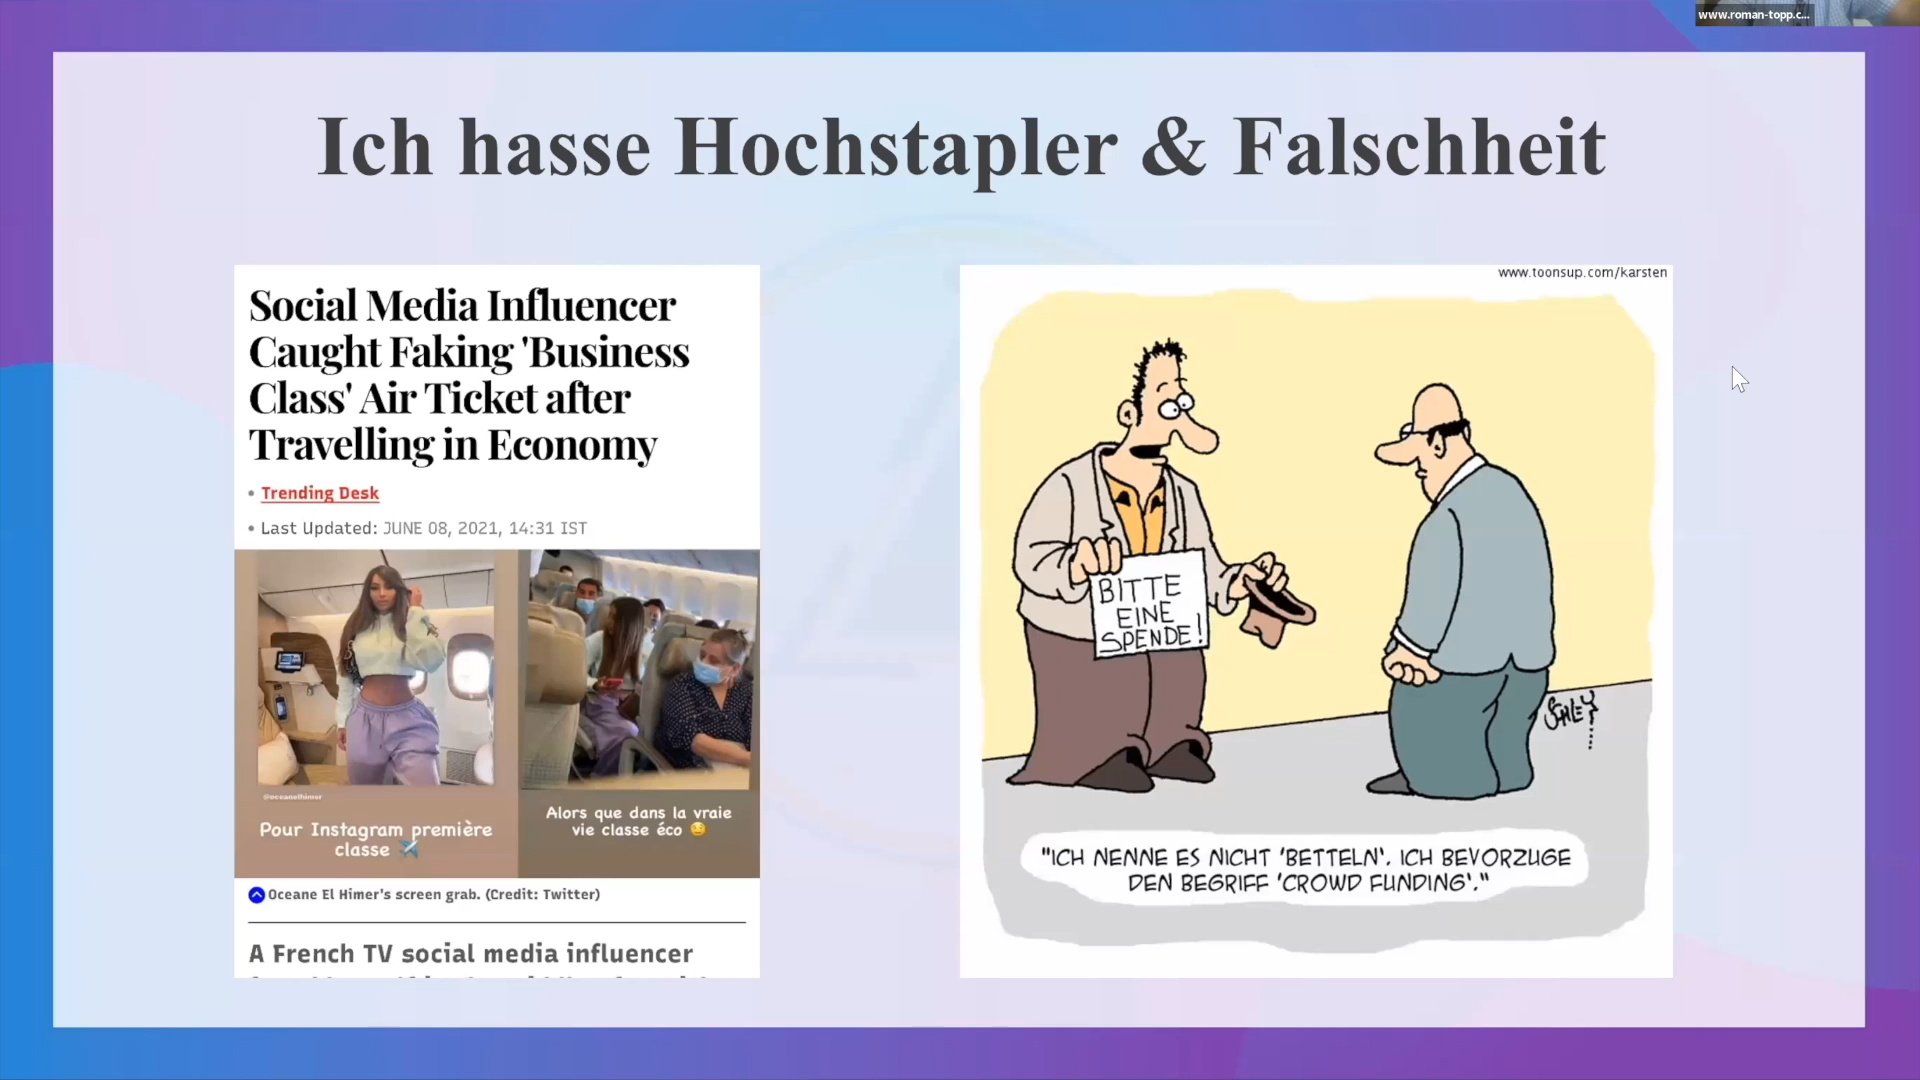 www.roman-topp.c...
Ich hasse Hochstapler & Falschheit
Social Media Influencer
Caught Faking 'Business
Class' Air Ticket after
Travelling in Economy
• Trending Desk
• Last Updated: JUNE 08, 2021, 14:31 IST
@oceanethimer
Pour Instagram première
classe
Alors que dans la vraie
vie classe éco
Oceane El Himer's screen grab. (Credit: Twitter)
A French TV social media influencer
www.toonsup.com/karsten
BITTE
EINE
SPENDE!
SCHLEY
"ICH NENNE ES NICHT 'BETTELN'. ICH BEVORZUGE
DEN BEGRIFF 'CROWD FUNDING'."